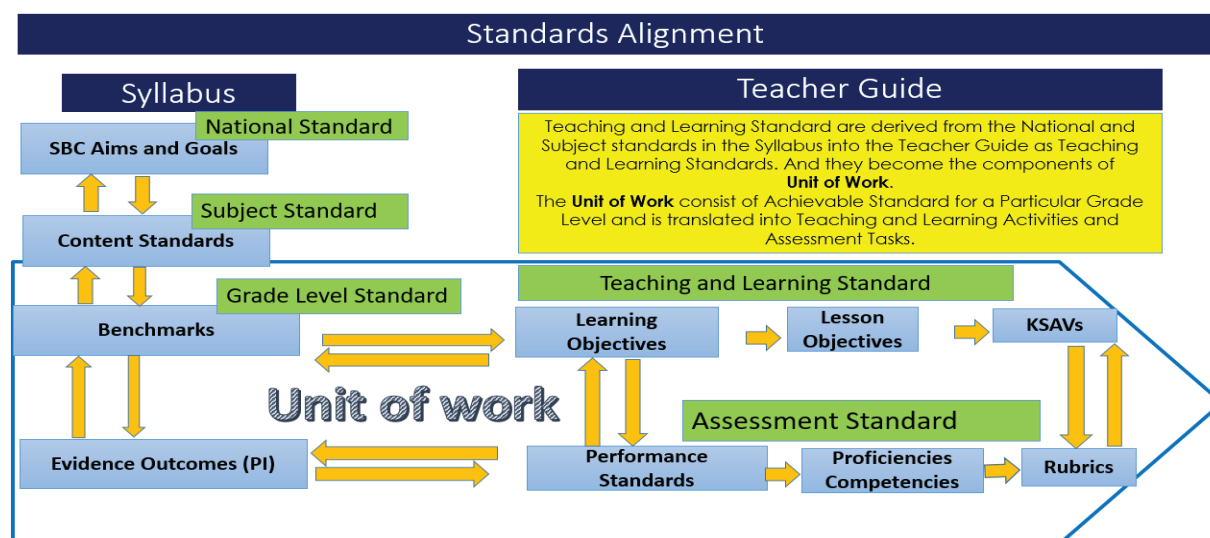 Standards Alignment
Syllabus
National Standard
SBC Aims and Goals
Subject Standard
Content Standards
Grade Level Standard
Benchmarks
Evidence Outcomes (PI)
Teacher Guide
Teaching and Learning Standard are derived from the National and
Subject standards in the Syllabus into the Teacher Guide as Teaching
and Learning Standards. And they become the components of
Unit of Work.
The Unit of Work consist of Achievable Standard for a Particular Grade
Level and is translated into Teaching and Learning Activities and
Assessment Tasks.
Teaching and Learning Standard
Learning
Objectives
Lesson
Objectives
KSAVs
Unit of work
Assessment Standard
Performance
Standards
Proficiencies
Competencies
Rubrics